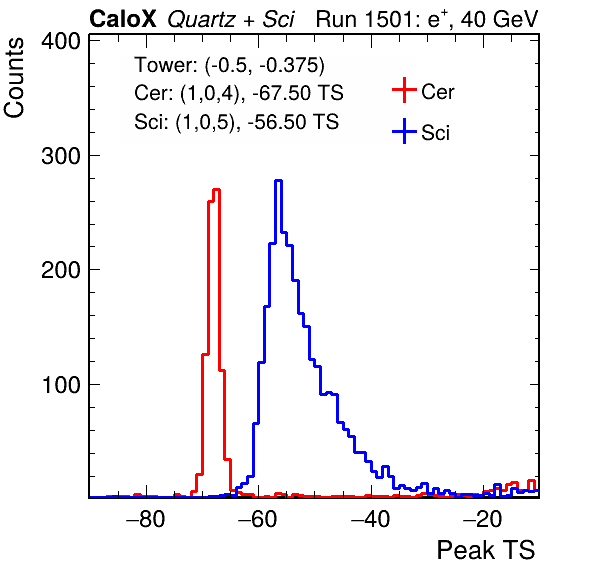 CaloX Quartz + Sci Run 1501: e+, 40 GeV
Counts
400
300
200
100
Tower: (-0.5, -0.375)
Cer: (1,0,4), -67.50 TS
Sci: (1,0,5), -56.50 TS
Cer
Sci
−80 −60 −40 −20
Peak TS